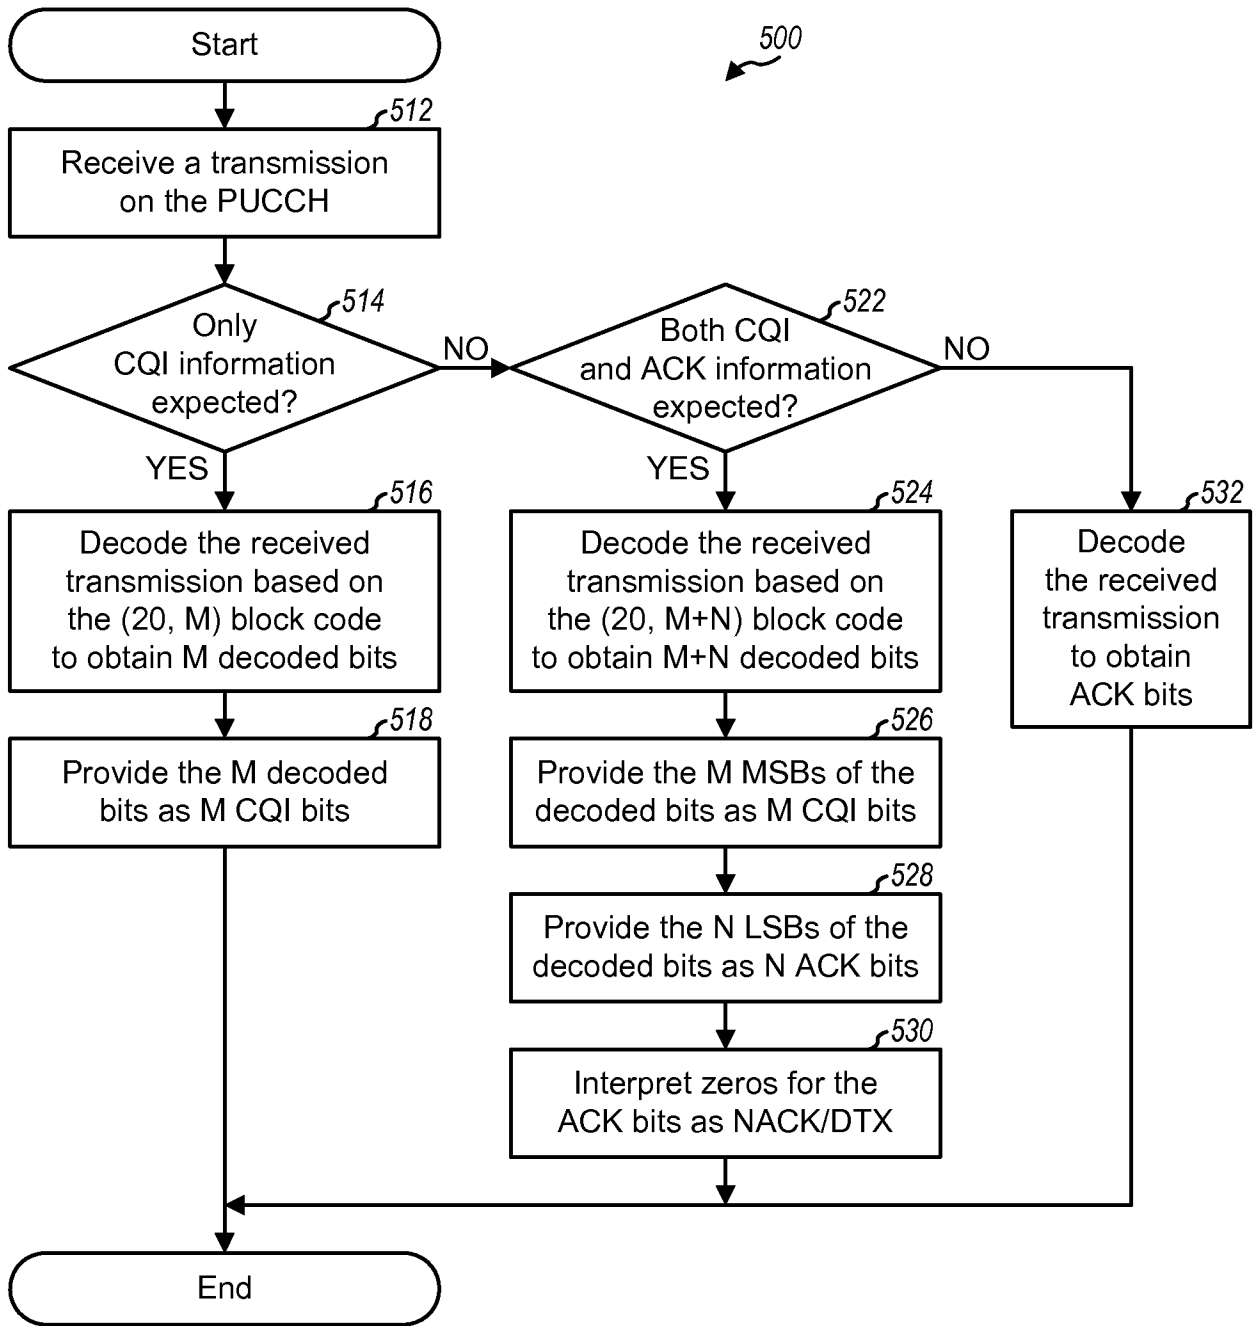 Start
500
512
Receive a transmission
on the PUCCH
514
Only
CQI information
expected?
NO
YES
522
Both CQI
and ACK information
expected?
NO
YES
516
Decode the received
transmission based on
the (20, M) block code
to obtain M decoded bits
518
Provide the M decoded
bits as M CQI bits
524
Decode the received
transmission based on
the (20, M+N) block code
to obtain M+N decoded bits
526
Provide the M MSBs of the
decoded bits as M CQI bits
528
Provide the N LSBs of the
decoded bits as N ACK bits
530
Interpret zeros for the
ACK bits as NACK/DTX
532
Decode
the received
transmission
to obtain
ACK bits
End